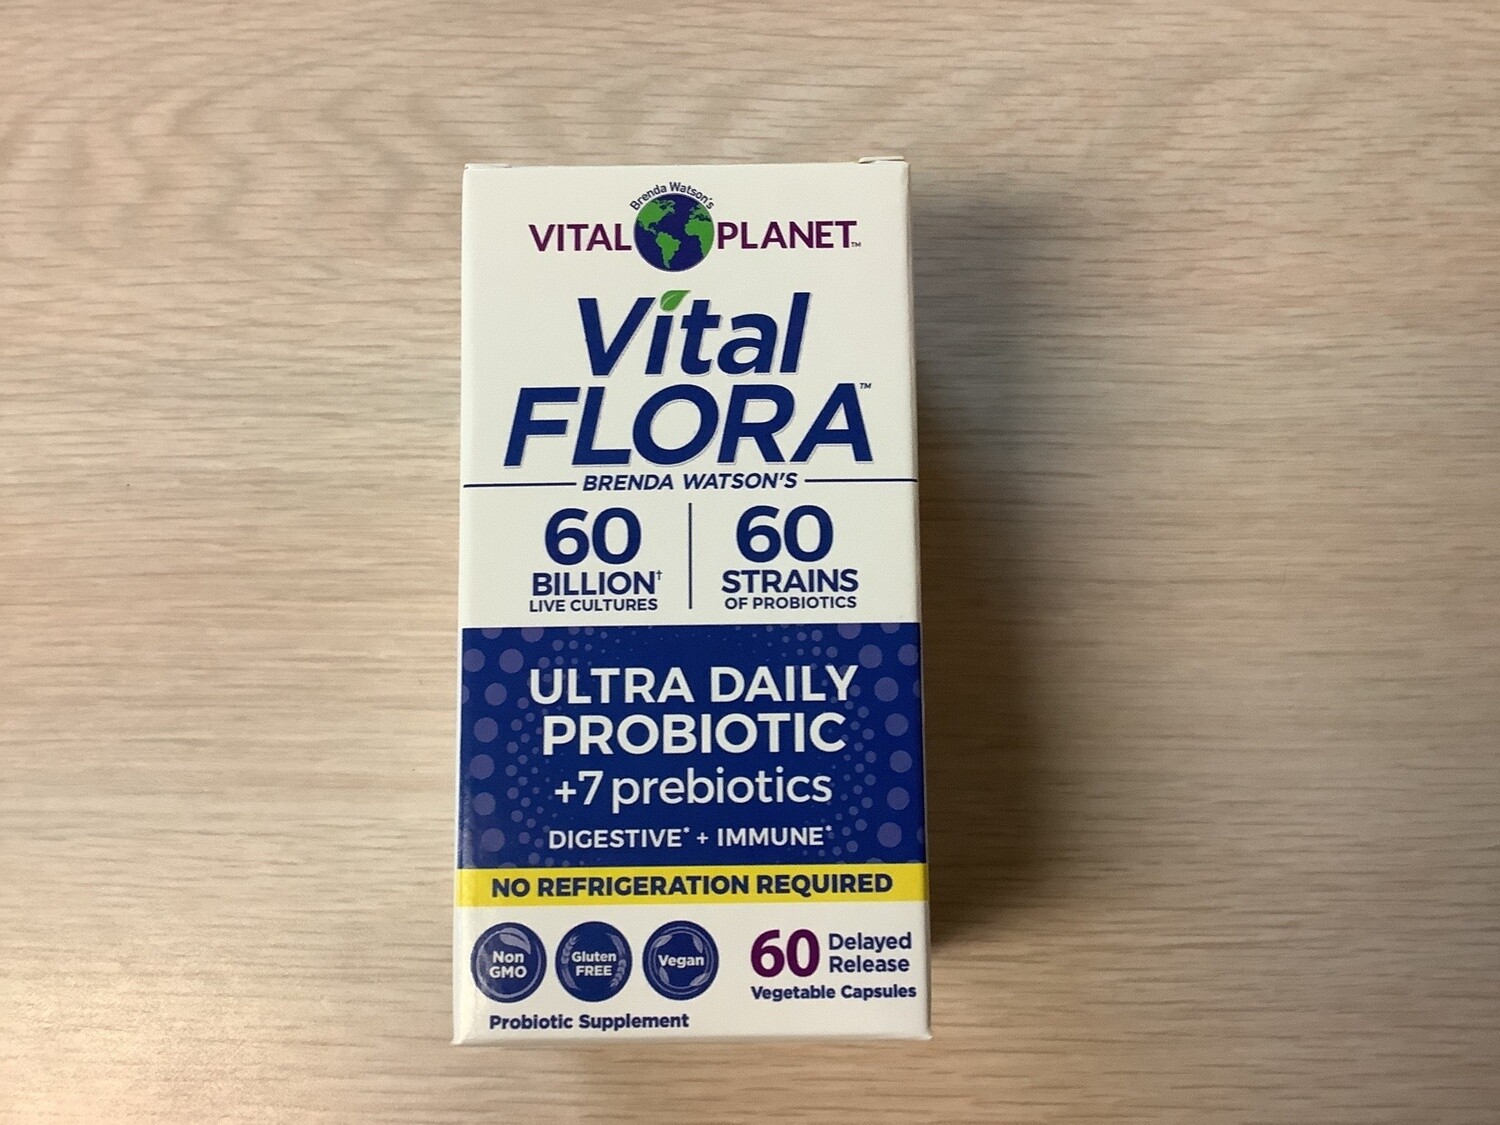 Brenda Watson's
VITAL PLANET™
Vital
FLORA™
BRENDA WATSON'S
60
BILLION†
LIVE CULTURES
60
STRAINS
OF PROBIOTICS
ULTRA DAILY
PROBIOTIC
+7 prebiotics
DIGESTIVE* + IMMUNE*
NO REFRIGERATION REQUIRED
Non
GMO
Gluten
FREE
Vegan
60 Delayed
Release
Vegetable Capsules
Probiotic Supplement